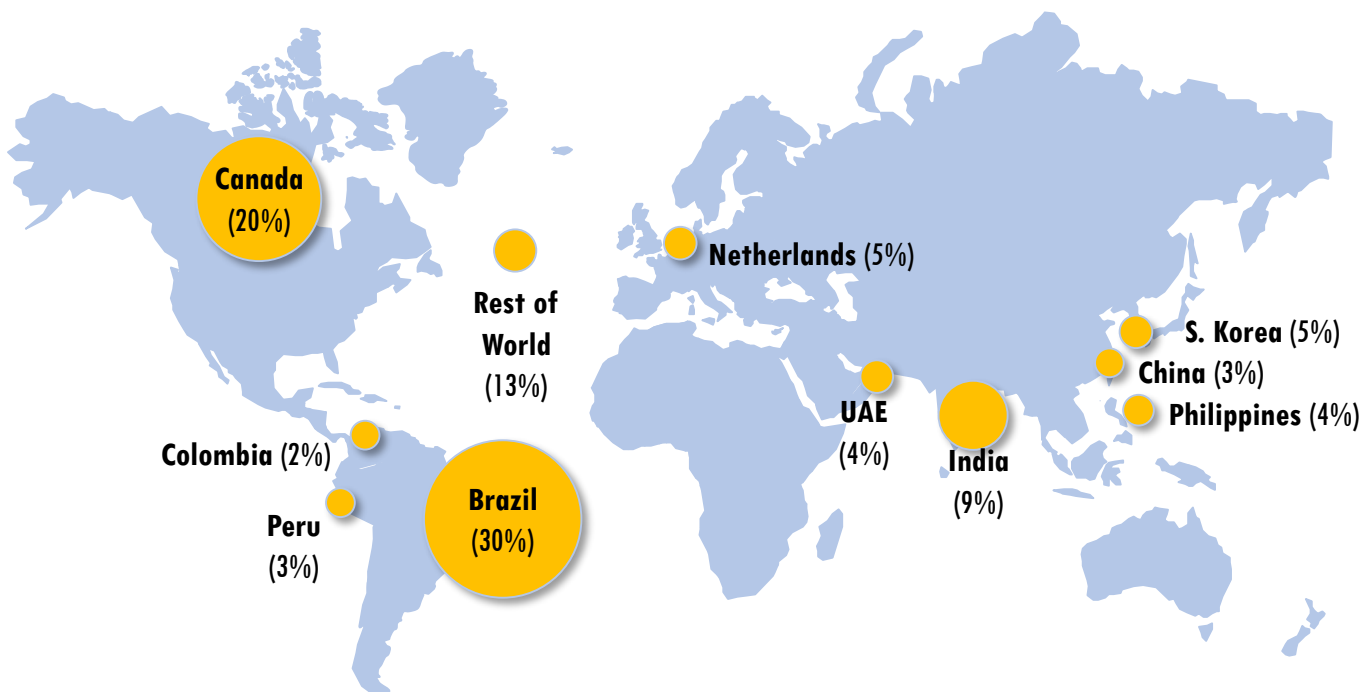 Canada
(20%)
Netherlands (5%)
Rest of
World
(13%)
S. Korea (5%)
China (3%)
Philippines (4%)
UAE
(4%)
India
(9%)
Colombia (2%)
Brazil
(30%)
Peru
(3%)